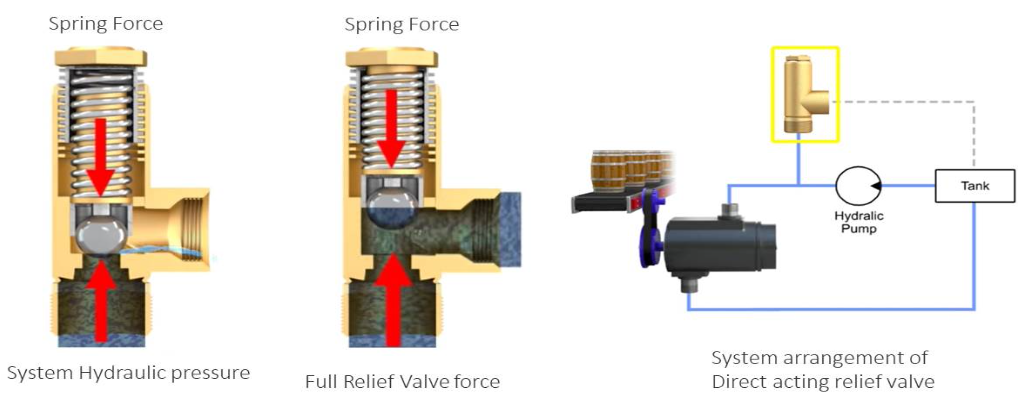 Spring Force
Spring Force
Tank
Hydralic
Pump
System Hydraulic pressure
Full Relief Valve force
System arrangement of
Direct acting relief valve